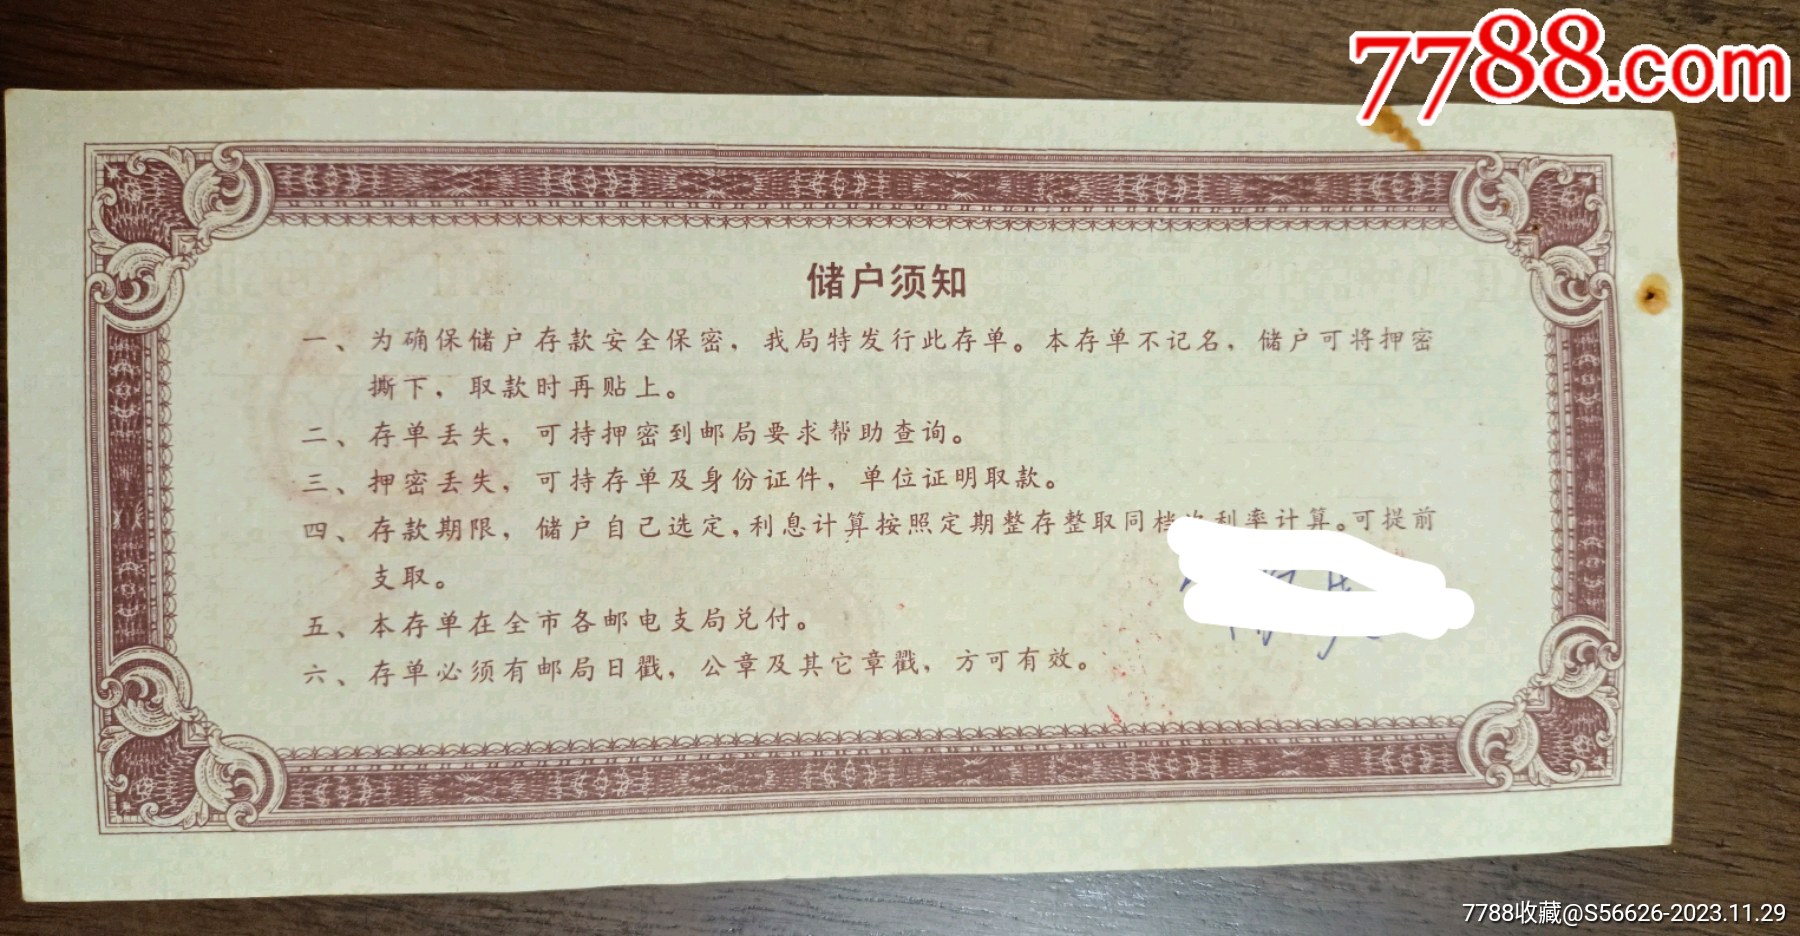 7788.com
储户须知
一、为确保储户存款安全保密，我局特发行此存单。本存单不记名，储户可将押密
撕下，取款时再贴上。
二、存单丢失，可持押密到邮局要求帮助查询。
三、押密丢失，可持存单及身份证件，单位证明取款。
四、存款期限，储户自己选定，利息计算按照定期整存整取同档次利率计算。可提前
支取。
五、本存单在全市各邮电支局兑付。
六、存单必须有邮局日戳，公章及其它章戳，方可有效。
7788收藏@S56626-2023.11.29